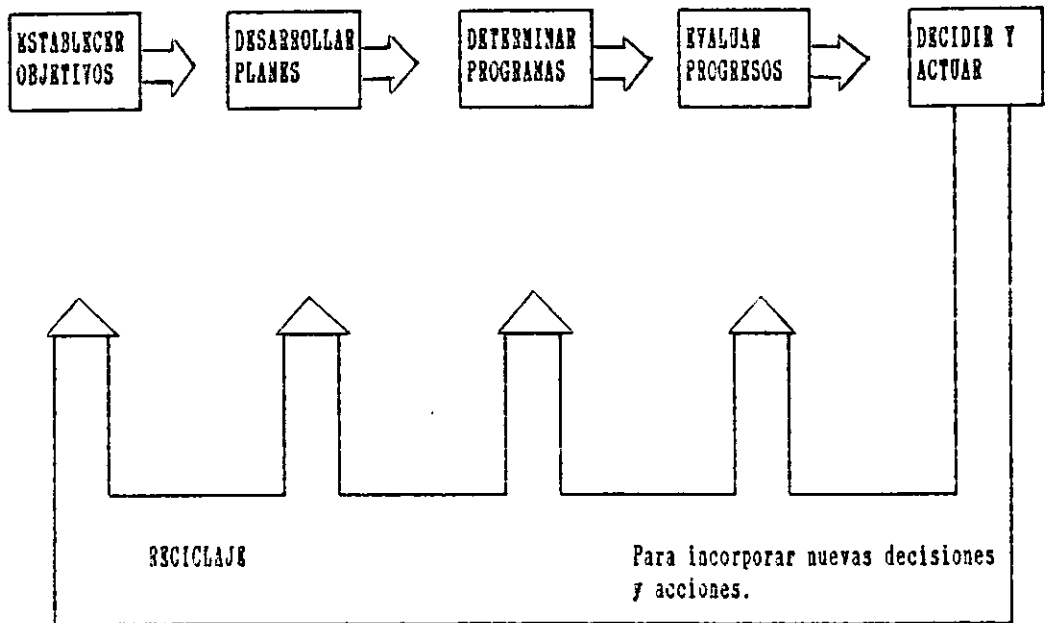 ESTABLECER
OBJETIVOS
DESARROLLAR
PLANES
DETERMINAR
PROGRAMAS
EVALUAR
PROGRESOS
DECIDIR Y
ACTUAR
RECICLAJE
Para incorporar nuevas decisiones
y acciones.